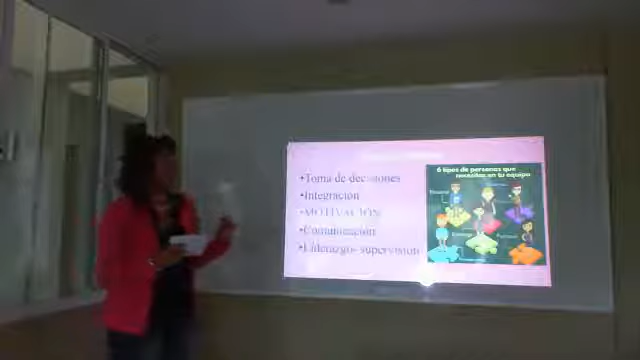 •Toma de decisiones
•Integración
•MOTIVACIÓN
•Comunicación
•Liderazgo- supervisión
6 tipos de personas que
necesitas en tu equipo